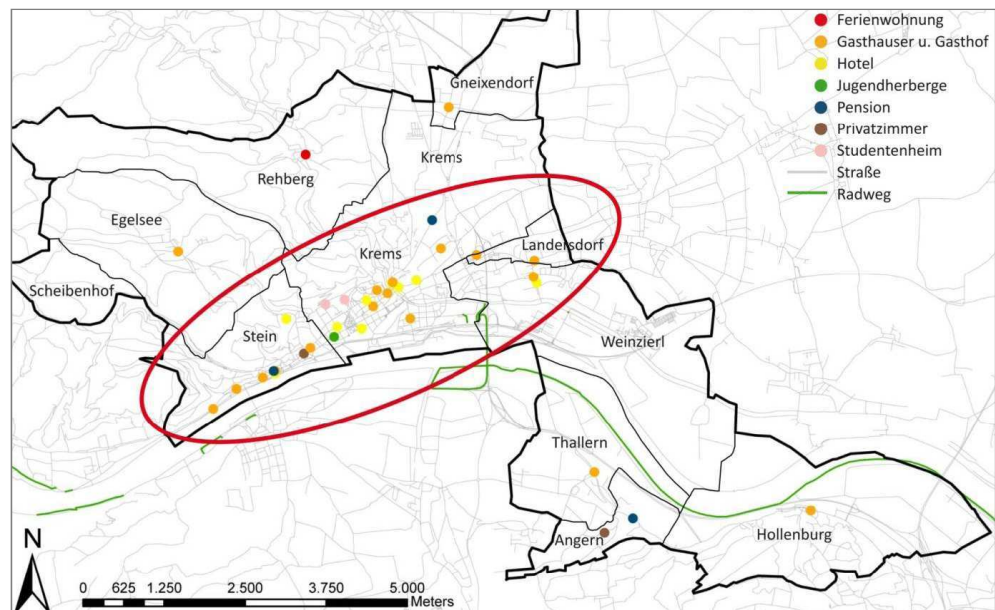 Ferienwohnung
Gasthauser u. Gasthof
Hotel
Jugendherberge
Pension
Privatzimmer
Studentenheim
Straße
Radweg
Gneixendorf
Krems
Rehberg
Egelsee
Krems
Landersdorf
Scheibenhof
Stein
Weinzierl
Thallern
Angern
Hollenburg
N
0 625 1.250 2.500 3.750 5.000
Meters